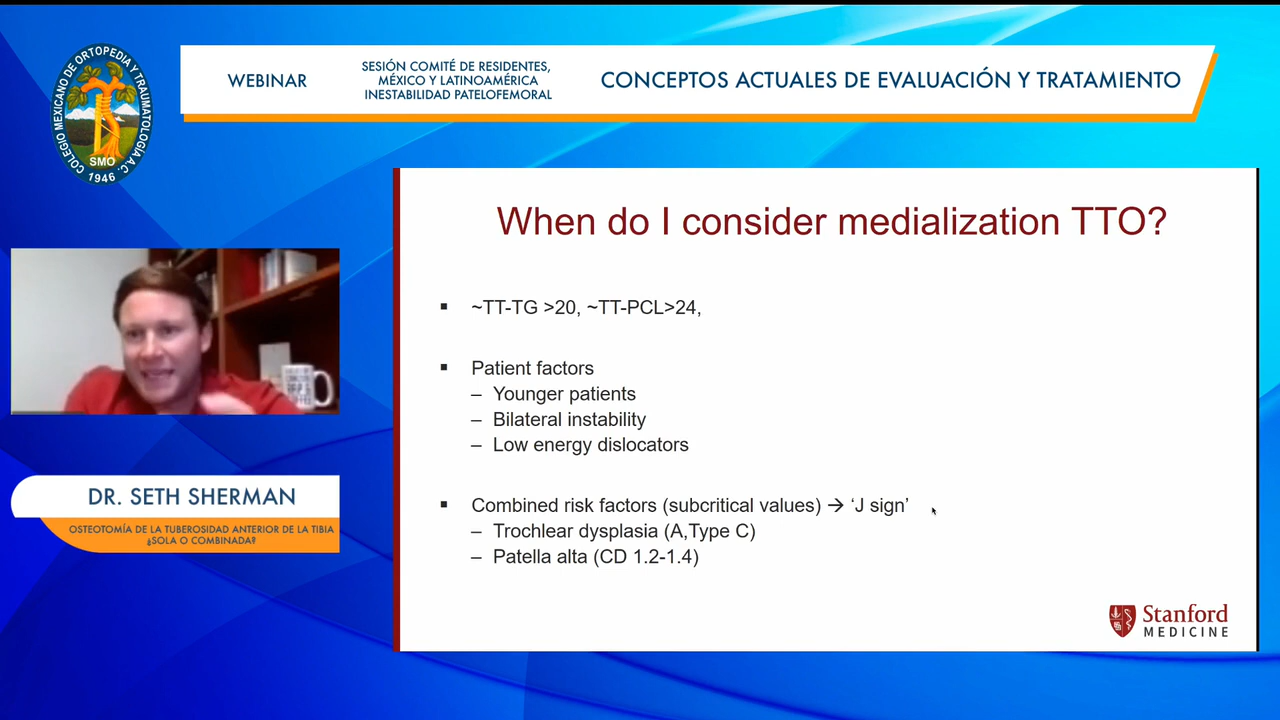 COLEGIO MEXICANO DE ORTOPEDIA Y TRAUMATOLOGIA A.C.
SMO
1946
WEBINAR
SESIÓN COMITÉ DE RESIDENTES,
MÉXICO Y LATINOAMÉRICA
INESTABILIDAD PATELOFEMORAL
CONCEPTOS ACTUALES DE EVALUACIÓN Y TRATAMIENTO
When do I consider medialization TTO?
▪ ~TT-TG >20, ~TT-PCL>24,
▪ Patient factors
– Younger patients
– Bilateral instability
– Low energy dislocators
▪ Combined risk factors (subcritical values) → ‘J sign’
– Trochlear dysplasia (A,Type C)
– Patella alta (CD 1.2-1.4)
Stanford
MEDICINE
DR. SETH SHERMAN
OSTEOTOMÍA DE LA TUBEROSIDAD ANTERIOR DE LA TIBIA
¿SOLA O COMBINADA?